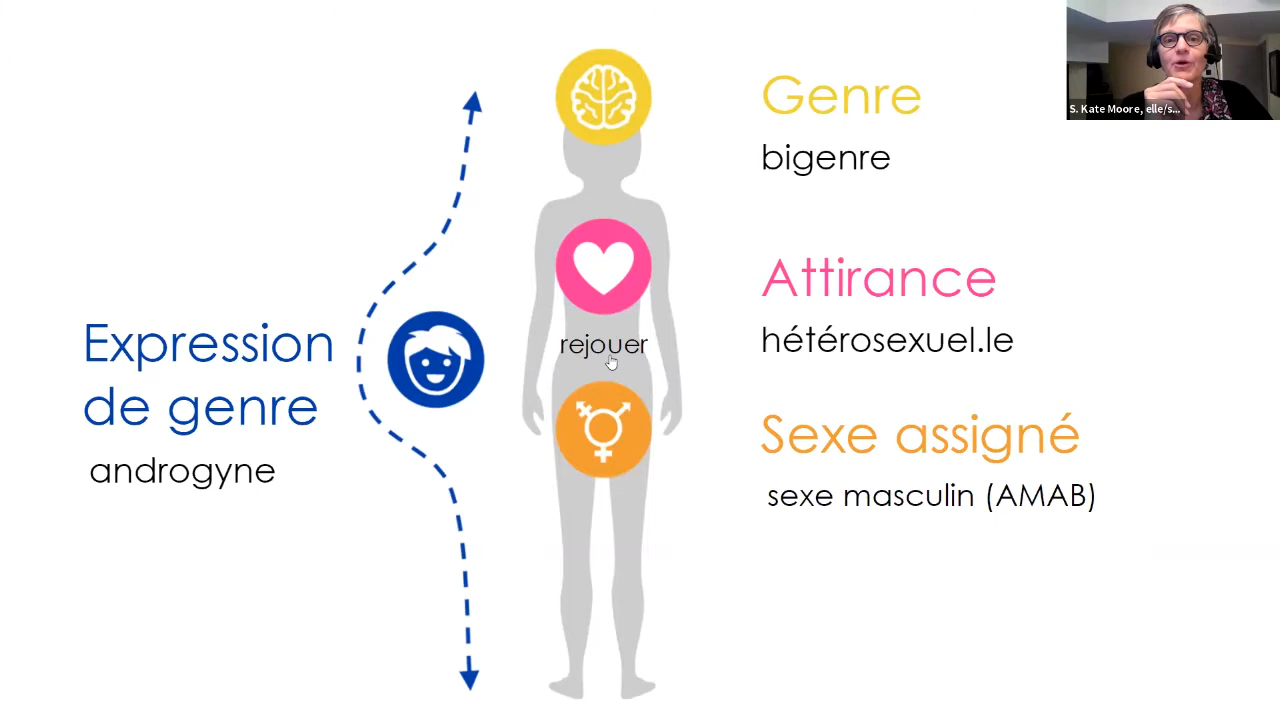 Genre
bigenre
Attirance
hétérosexuel.le
rejouer
Expression
de genre
androgyne
Sexe assigné
sexe masculin (AMAB)
S. Kate Moore, elle/s...